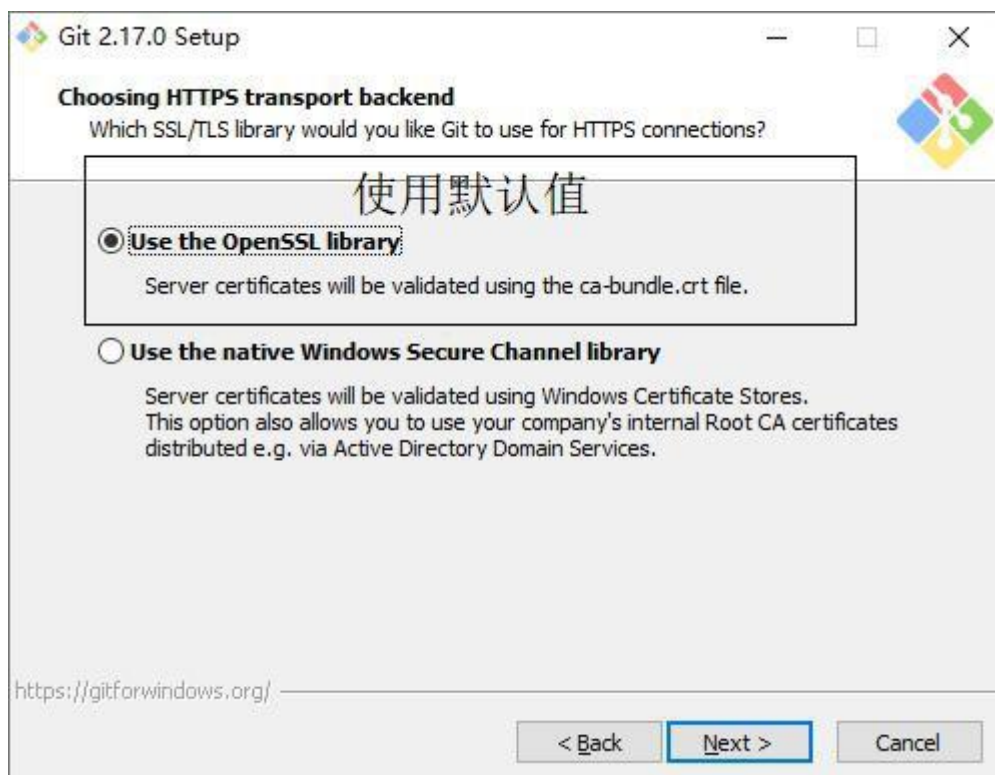 Git 2.17.0 Setup
Choosing HTTPS transport backend
Which SSL/TLS library would you like Git to use for HTTPS connections?
使用默认值
Use the OpenSSL library
Server certificates will be validated using the ca-bundle.crt file.
Use the native Windows Secure Channel library
Server certificates will be validated using Windows Certificate Stores.
This option also allows you to use your company's internal Root CA certificates
distributed e.g. via Active Directory Domain Services.
https://gitforwindows.org/
< Back Next > Cancel